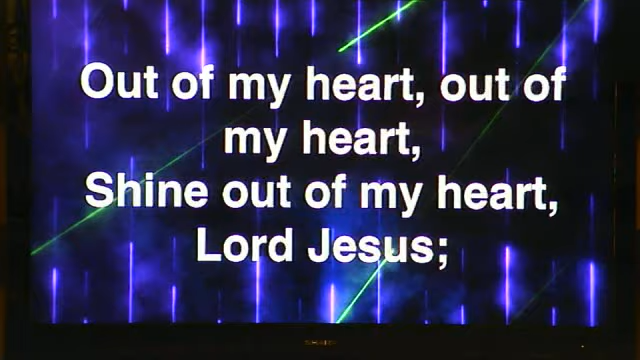 Out of my heart, out of
my heart,
Shine out of my heart,
Lord Jesus;